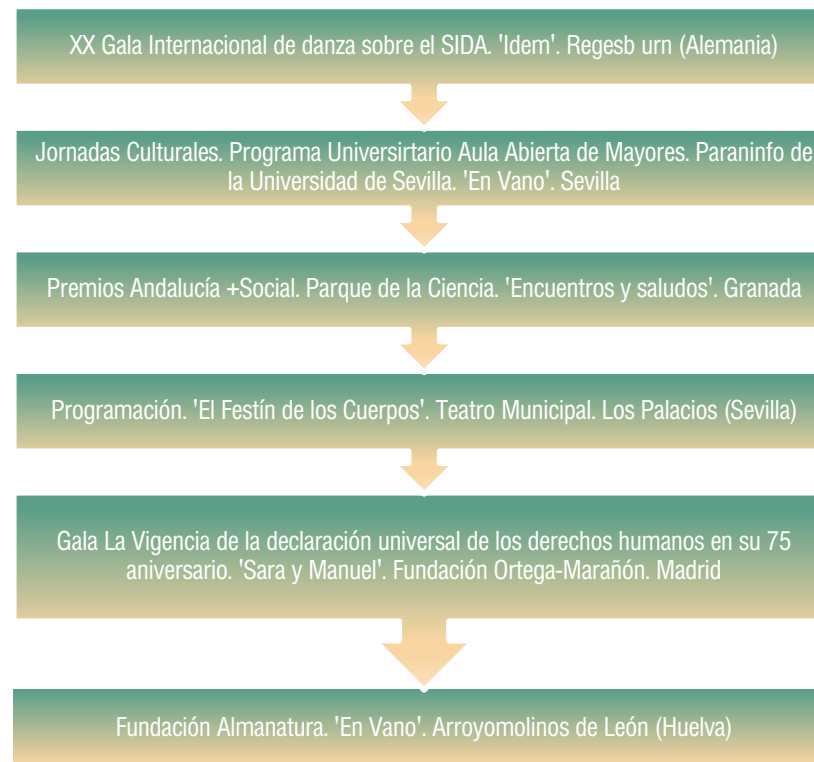 XX Gala Internacional de danza sobre el SIDA. 'Idem'. Regesb urn (Alemania)
Jornadas Culturales. Programa Universirtario Aula Abierta de Mayores. Paraninfo de
la Universidad de Sevilla. 'En Vano'. Sevilla
Premios Andalucía +Social. Parque de la Ciencia. 'Encuentros y saludos'. Granada
Programación. 'El Festín de los Cuerpos'. Teatro Municipal. Los Palacios (Sevilla)
Gala La Vigencia de la declaración universal de los derechos humanos en su 75
aniversario. 'Sara y Manuel'. Fundación Ortega-Marañón. Madrid
Fundación Almanatura. 'En Vano'. Arroyomolinos de León (Huelva)